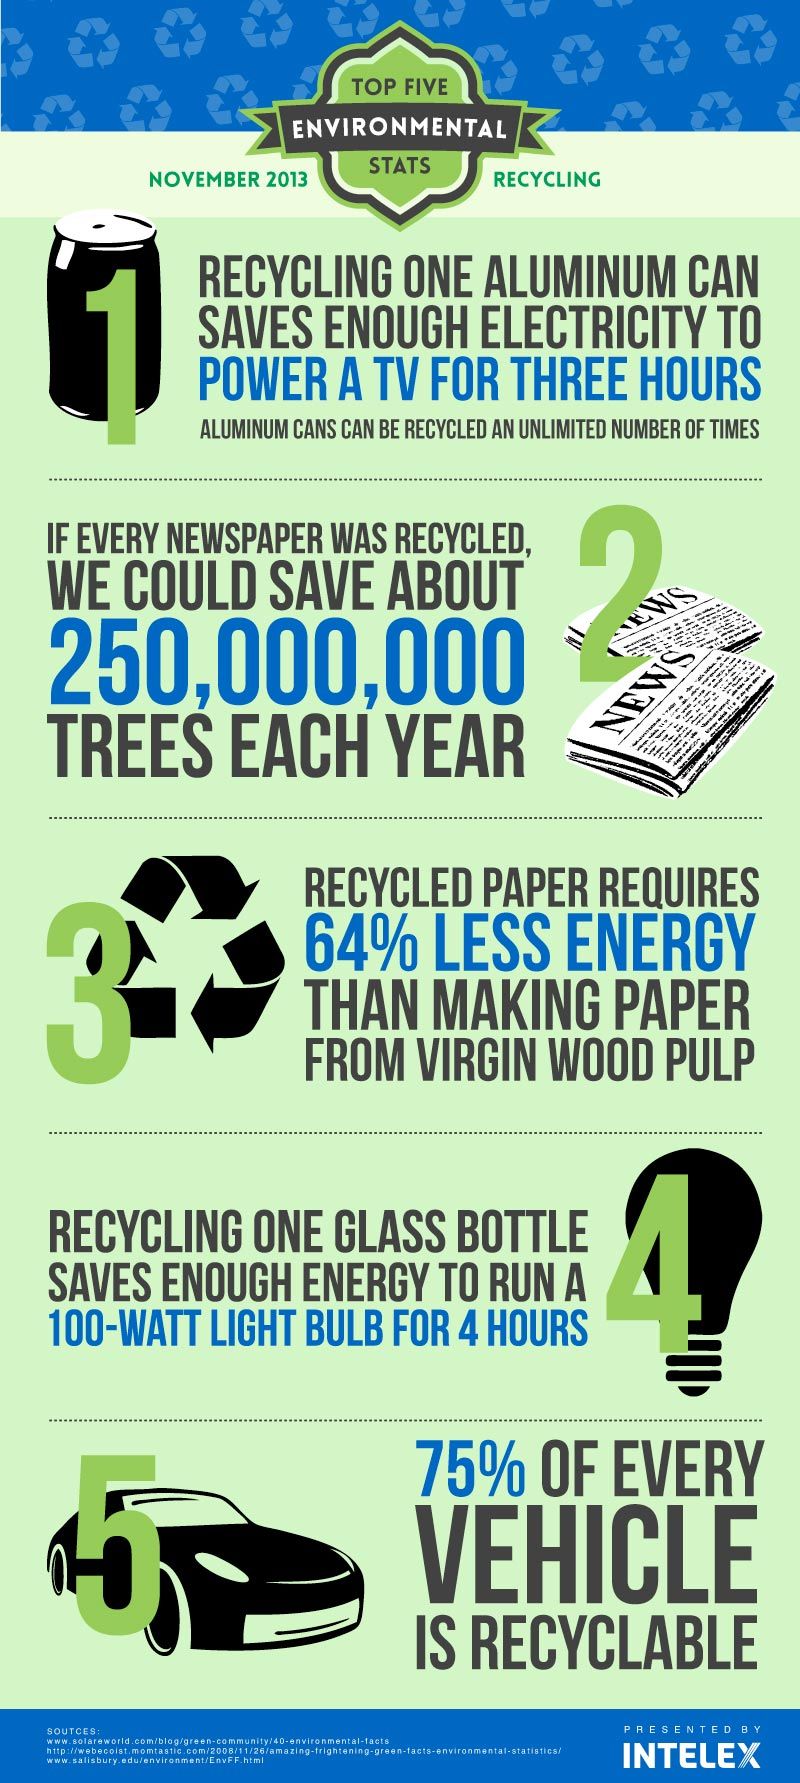 TOP FIVE
ENVIRONMENTAL
STATS
NOVEMBER 2013
RECYCLING
1
RECYCLING ONE ALUMINUM CAN
SAVES ENOUGH ELECTRICITY TO
POWER A TV FOR THREE HOURS
ALUMINUM CANS CAN BE RECYCLED AN UNLIMITED NUMBER OF TIMES
IF EVERY NEWSPAPER WAS RECYCLED,
WE COULD SAVE ABOUT
250,000,000
TREES EACH YEAR
2
NEWS
NEWS
3
RECYCLED PAPER REQUIRES
64% LESS ENERGY
THAN MAKING PAPER
FROM VIRGIN WOOD PULP
RECYCLING ONE GLASS BOTTLE
SAVES ENOUGH ENERGY TO RUN A
100-WATT LIGHT BULB FOR 4 HOURS
4
5
75% OF EVERY
VEHICLE
IS RECYCLABLE
SOUTCES:
www.solareworld.com/blog/green-community/40-environmental-facts
http://webecoist.momtastic.com/2008/11/26/amazing-frightening-green-facts-environmental-statistics/
www.salisbury.edu/environment/EnvFF.html
PRESENTED BY
INTELEX